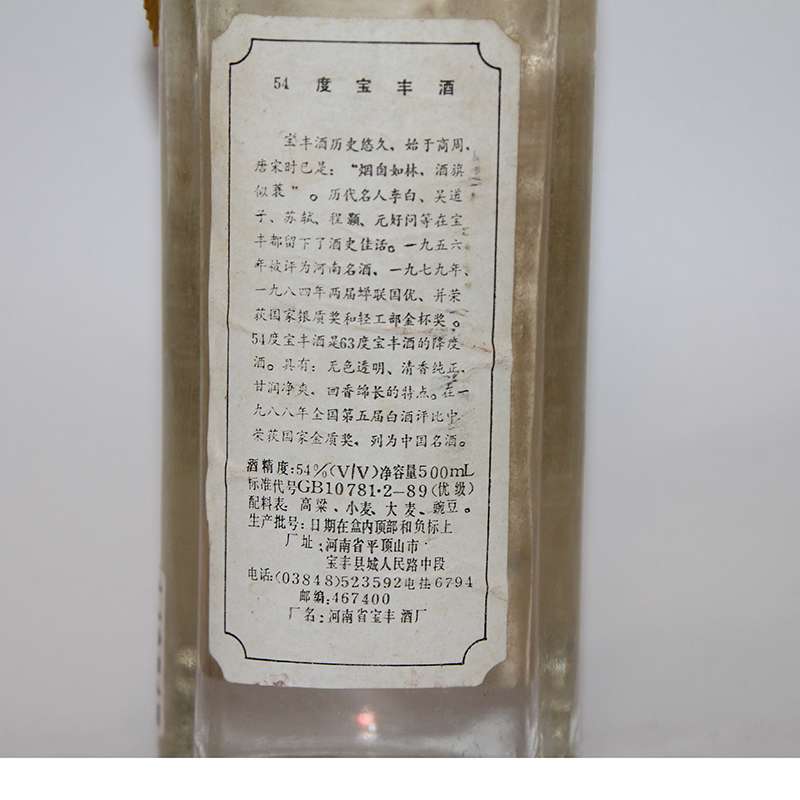 54 度宝丰酒
宝丰酒历史悠久、始于商周、
唐宋时已是：“烟囱如林、酒旗
似慕”。历代名人李白、吴道
子、苏轼、程颢、元好问等在宝
丰都留下了酒史佳话。一九五六
年被评为河南名酒、一九七九年、
一九八四年两届蝉联国优、并荣
获国家银质奖和轻工部金杯奖。
54度宝丰酒是63度宝丰酒的降度
酒。具有：无色透明、清香纯正、
甘润净爽、回香绵长的特点。在一
九八八年全国第五届白酒评比中
荣获国家金质奖，列为中国名酒。
酒精度:54%(V/V)净容量500mL
标准代号GB10781·2-89(优级)
配料表: 高粱、小麦、大麦、豌豆。
生产批号: 日期在盒内顶部和负标上
厂址:河南省平顶山市
宝丰县城人民路中段
电话:(03848)523592电挂:6794
邮编:467400
厂名:河南省宝丰酒厂